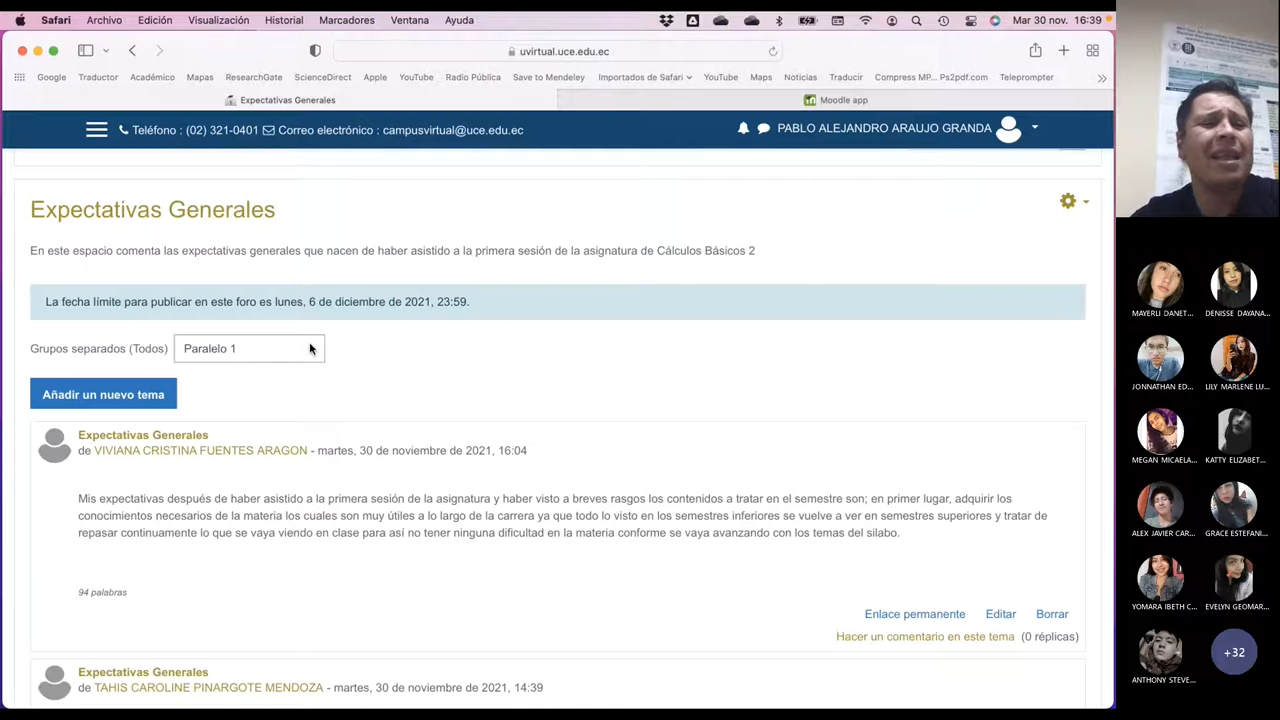 Safari Archivo Edición Visualización Historial Marcadores Ventana Ayuda Mar 30 nov. 16:39
uvirtual.uce.edu.ec
Google Traductor Académico Mapas ResearchGate ScienceDirect Apple YouTube Radio Pública Save to Mendeley Importados de Safari YouTube Maps Noticias Traducir Compress MP... Ps2pdf.com Teleprompter
Expectativas Generales Moodle app
Teléfono : (02) 321-0401 Correo electrónico : campusvirtual@uce.edu.ec PABLO ALEJANDRO ARAUJO GRANDA
Expectativas Generales
En este espacio comenta las expectativas generales que nacen de haber asistido a la primera sesión de la asignatura de Cálculos Básicos 2
La fecha límite para publicar en este foro es lunes, 6 de diciembre de 2021, 23:59.
Grupos separados (Todos) Paralelo 1
Añadir un nuevo tema
Expectativas Generales
de VIVIANA CRISTINA FUENTES ARAGON - martes, 30 de noviembre de 2021, 16:04
Mis expectativas después de haber asistido a la primera sesión de la asignatura y haber visto a breves rasgos los contenidos a tratar en el semestre son; en primer lugar, adquirir los
conocimientos necesarios de la materia los cuales son muy útiles a lo largo de la carrera ya que todo lo visto en los semestres inferiores se vuelve a ver en semestres superiores y tratar de
repasar continuamente lo que se vaya viendo en clase para así no tener ninguna dificultad en la materia conforme se vaya avanzando con los temas del silabo.
94 palabras
Enlace permanente Editar Borrar
Hacer un comentario en este tema (0 réplicas)
Expectativas Generales
de TAHIS CAROLINE PINARGOTE MENDOZA - martes, 30 de noviembre de 2021, 14:39
MAYERLI DANET... DENISSE DAYANA...
JONNATHAN ED... LILY MARLENE LU...
MEGAN MICAELA... KATTY ELIZABET...
ALEX JAVIER CAR... GRACE ESTEFANI...
YOMARA IBETH C... EVELYN GEOMAR...
ANTHONY STEVE... +32